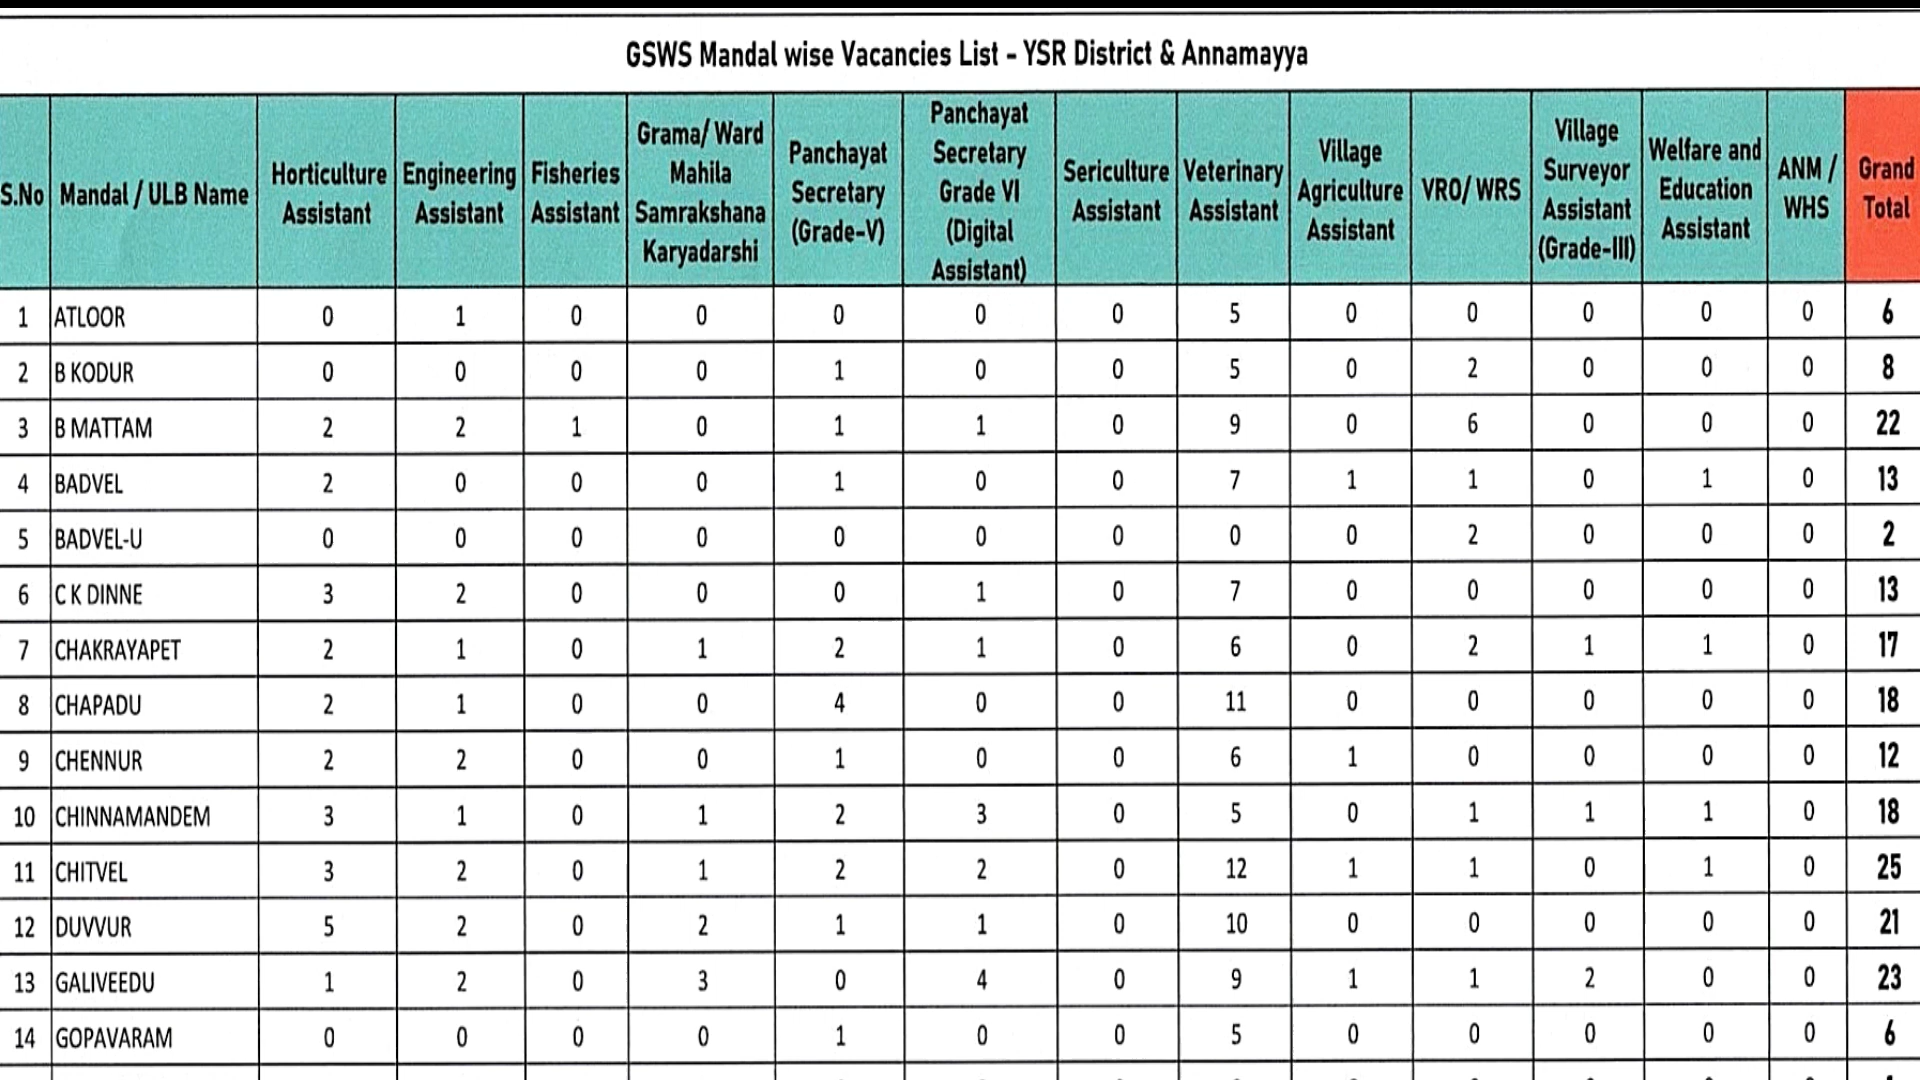 GSWS Mandal wise Vacancies List - YSR District & Annamayya
S.No Mandal / ULB Name Horticulture Assistant Engineering Assistant Fisheries Assistant Grama/ Ward Mahila Samrakshana Karyadarshi Panchayat Secretary (Grade-V) Panchayat Secretary Grade VI (Digital Assistant) Sericulture Assistant Veterinary Assistant Village Agriculture Assistant VRO/ WRS Village Surveyor Assistant (Grade-III) Welfare and Education Assistant ANM / WHS Grand Total
1 ATLOOR 0 1 0 0 0 0 0 5 0 0 0 0 0 6
2 B KODUR 0 0 0 0 1 0 0 5 0 2 0 0 0 8
3 B MATTAM 2 2 1 0 1 1 0 9 0 6 0 0 0 22
4 BADVEL 2 0 0 0 1 0 0 7 1 1 0 1 0 13
5 BADVEL-U 0 0 0 0 0 0 0 0 0 2 0 0 0 2
6 C K DINNE 3 2 0 0 0 1 0 7 0 0 0 0 0 13
7 CHAKRAYAPET 2 1 0 1 2 1 0 6 0 2 1 1 0 17
8 CHAPADU 2 1 0 0 4 0 0 11 0 0 0 0 0 18
9 CHENNUR 2 2 0 0 1 0 0 6 1 0 0 0 0 12
10 CHINNAMANDEM 3 1 0 1 2 3 0 5 0 1 1 1 0 18
11 CHITVEL 3 2 0 1 2 2 0 12 1 1 0 1 0 25
12 DUVVUR 5 2 0 2 1 1 0 10 0 0 0 0 0 21
13 GALIVEEDU 1 2 0 3 0 4 0 9 1 1 2 0 0 23
14 GOPAVARAM 0 0 0 0 1 0 0 5 0 0 0 0 0 6